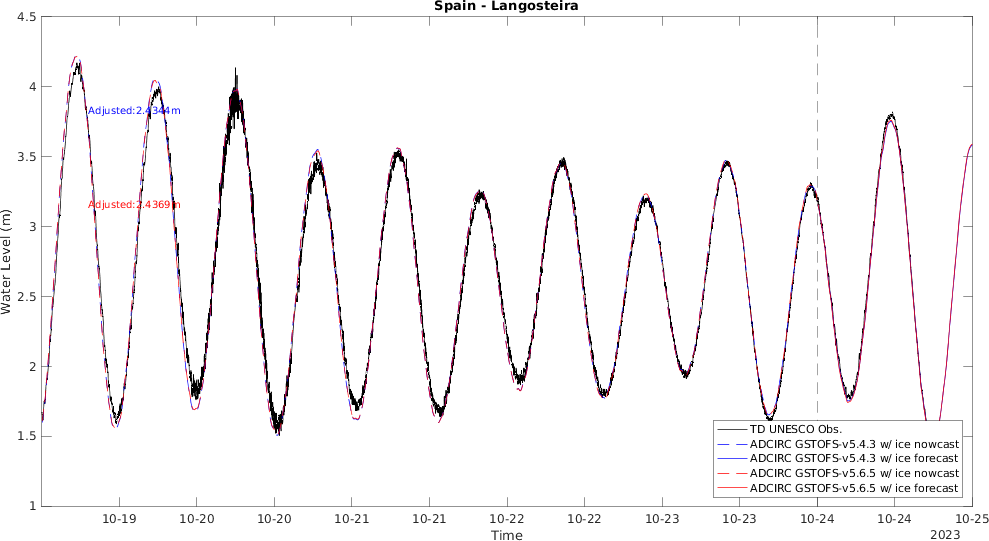 Spain - Langosteira
4.5
4
3.5
3
2.5
2
1.5
1
Water Level (m)
Adjusted:2.4344m
Adjusted:2.4369m
TD UNESCO Obs.
ADCIRC GSTOFS-v5.4.3 w/ ice nowcast
ADCIRC GSTOFS-v5.4.3 w/ ice forecast
ADCIRC GSTOFS-v5.6.5 w/ ice nowcast
ADCIRC GSTOFS-v5.6.5 w/ ice forecast
10-19 10-20 10-20 10-21 10-21 10-22 10-22 10-23 10-23 10-24 10-24 10-25
Time
2023